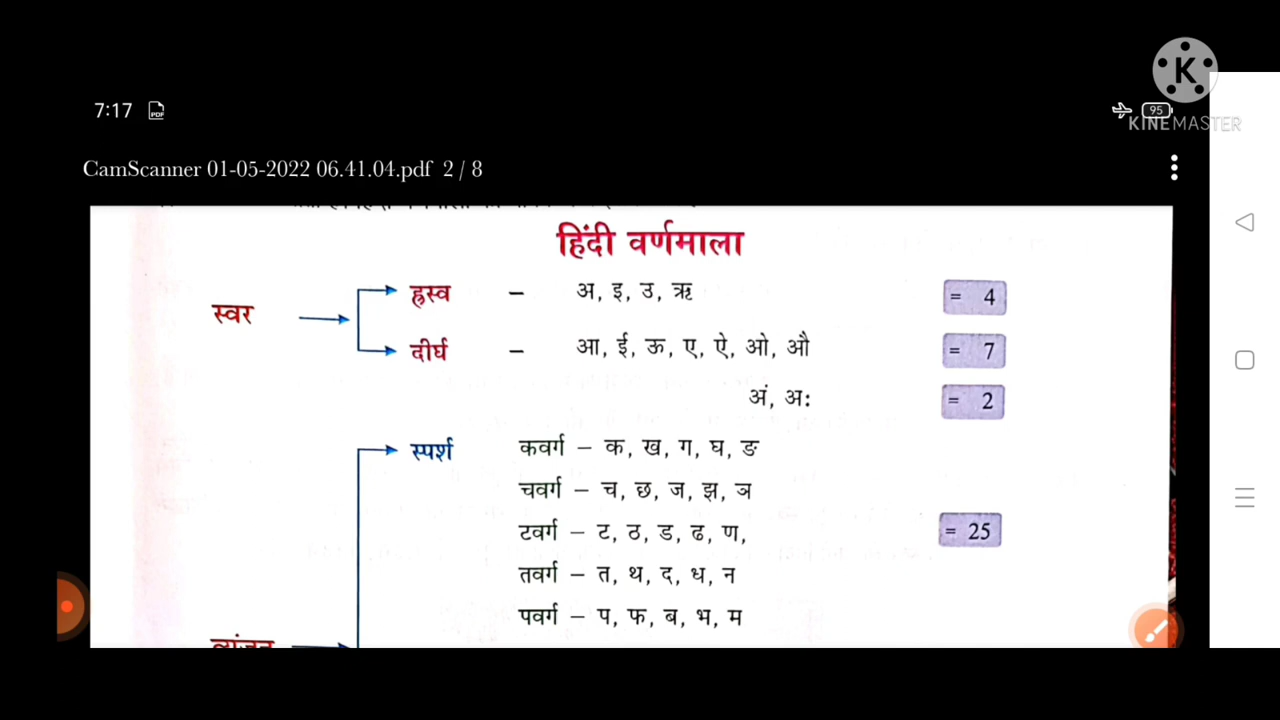 K
7:17 PDF 95
KINEMASTER
CamScanner 01-05-2022 06.41.04.pdf 2 / 8
हिंदी वर्णमाला
स्वर ह्रस्व – अ, इ, उ, ऋ = 4
दीर्घ – आ, ई, ऊ, ए, ऐ, ओ, औ = 7
अं, अः = 2
स्पर्श कवर्ग – क, ख, ग, घ, ङ
चवर्ग – च, छ, ज, झ, ञ
टवर्ग – ट, ठ, ड, ढ, ण, = 25
तवर्ग – त, थ, द, ध, न
पवर्ग – प, फ, ब, भ, म